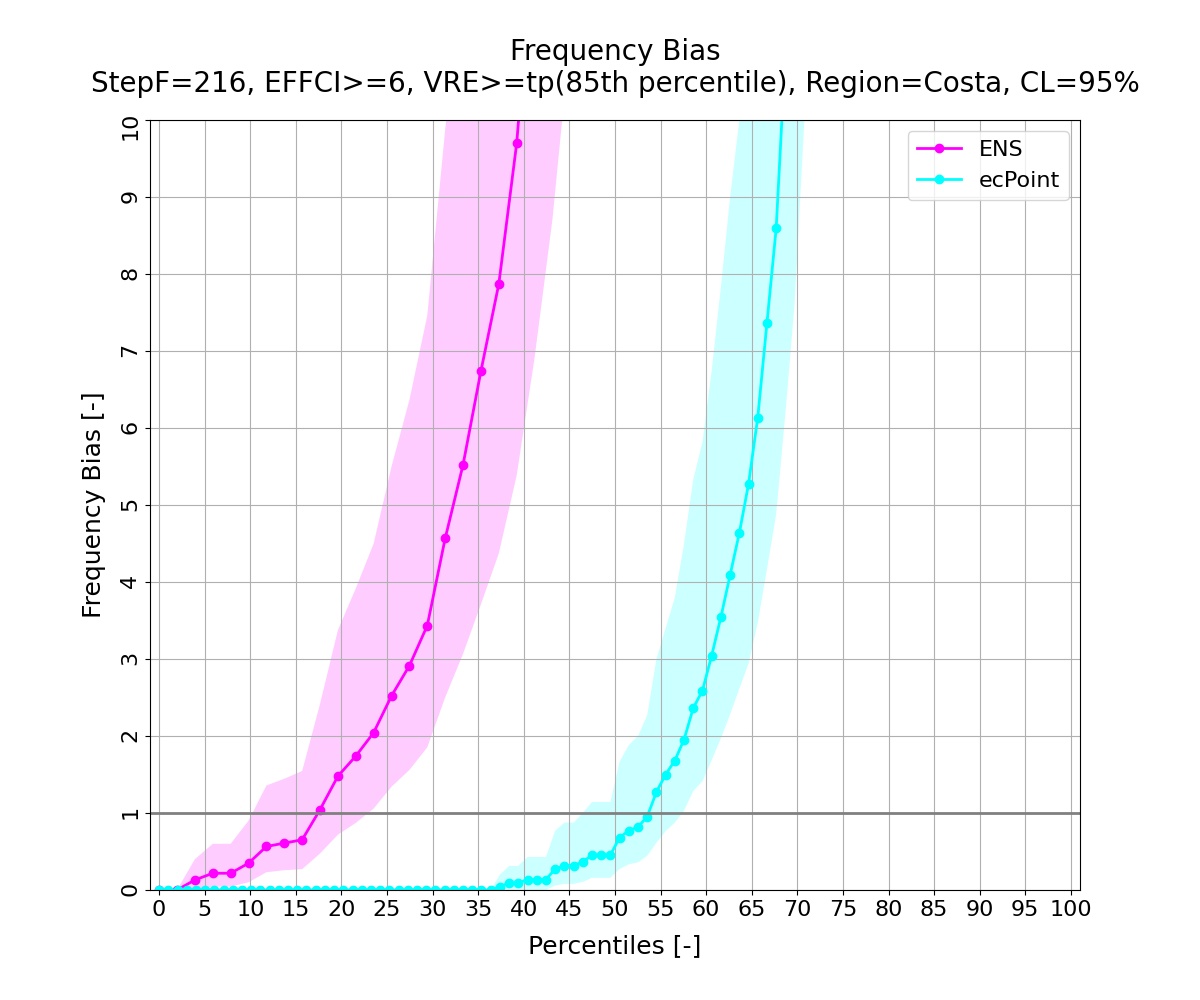 Frequency Bias
StepF=216, EFFCI>=6, VRE>=tp(85th percentile), Region=Costa, CL=95%
ENS
ecPoint
Frequency Bias [-]
10
9
8
7
6
5
4
3
2
1
0
0 5 10 15 20 25 30 35 40 45 50 55 60 65 70 75 80 85 90 95 100
Percentiles [-]